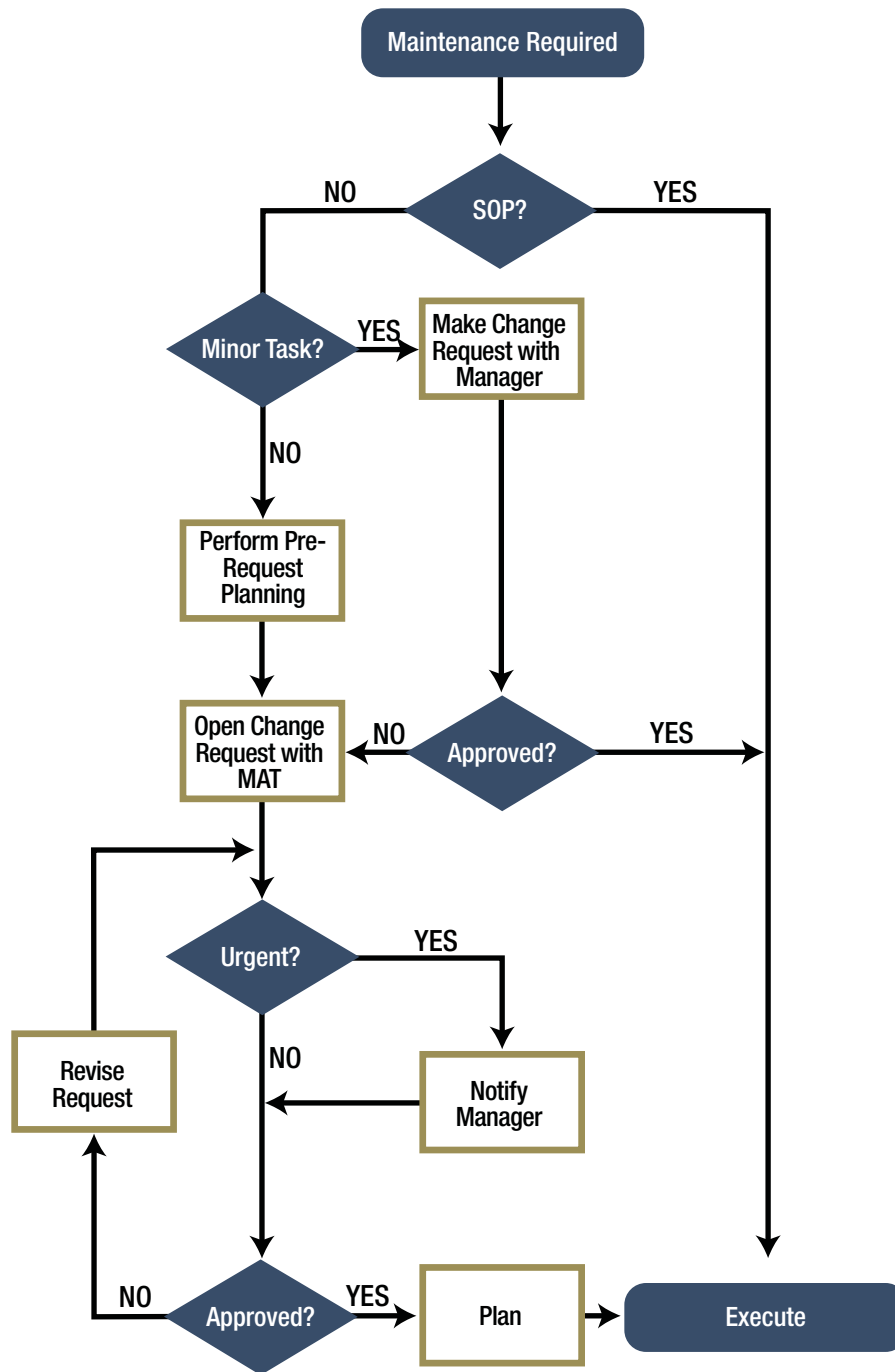 Maintenance Required
NO
SOP?
YES
Minor Task?
YES
Make Change
Request with
Manager
NO
Perform Pre-
Request
Planning
Open Change
Request with
MAT
NO
Approved?
YES
Urgent?
YES
NO
Revise
Request
Notify
Manager
NO
Approved?
YES
Plan
Execute